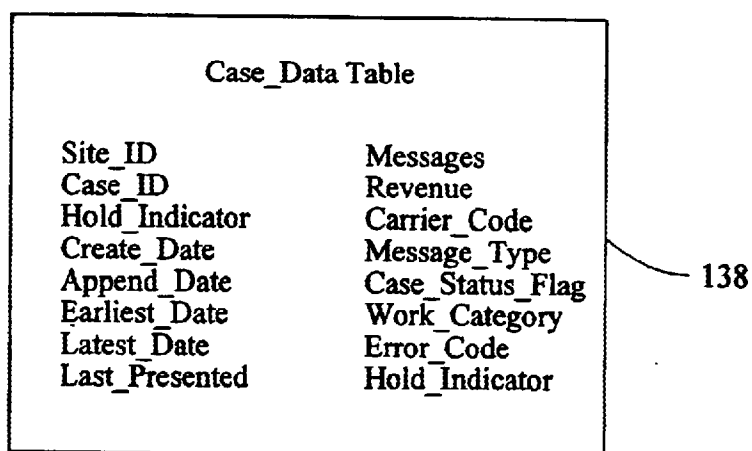 Case_Data Table
Site_ID
Case_ID
Hold_Indicator
Create_Date
Append_Date
Earliest_Date
Latest_Date
Last_Presented
Messages
Revenue
Carrier_Code
Message_Type
Case_Status_Flag
Work_Category
Error_Code
Hold_Indicator
138